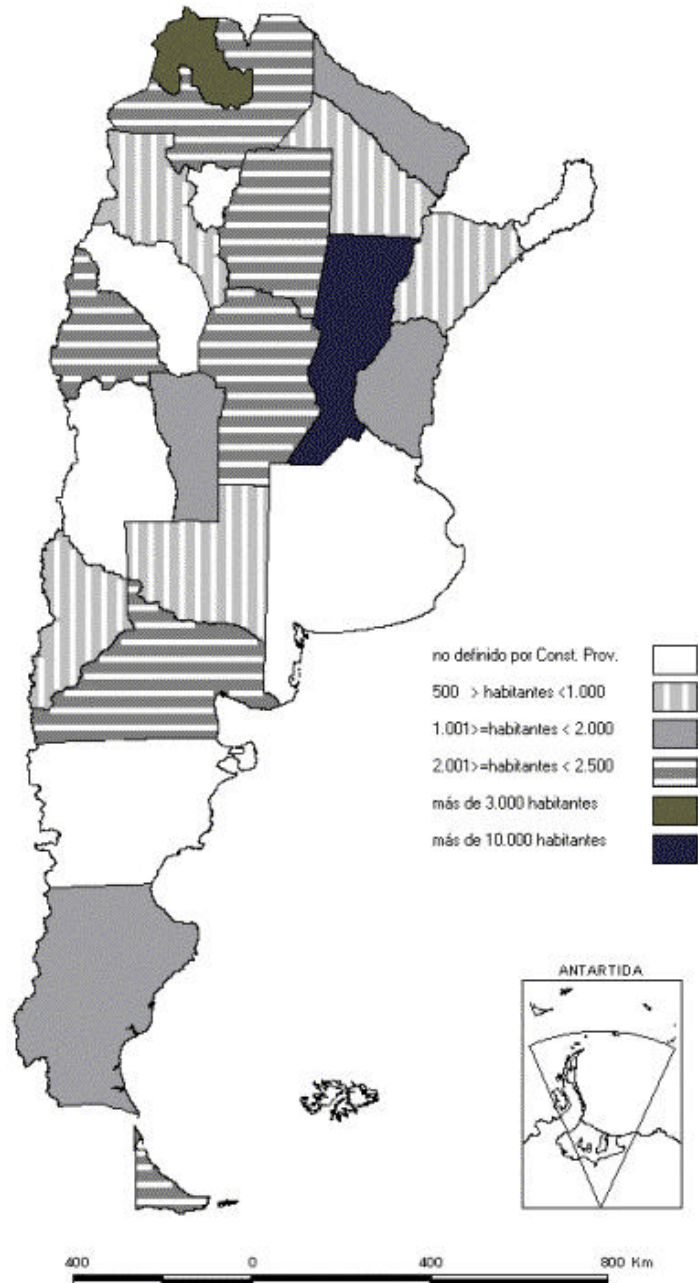 no definido por Const. Prov.
500 > habitantes <1.000
1.001>=habitantes < 2.000
2.001>=habitantes < 2.500
más de 3.000 habitantes
más de 10.000 habitantes
ANTARTIDA
400 0 400 800 Km